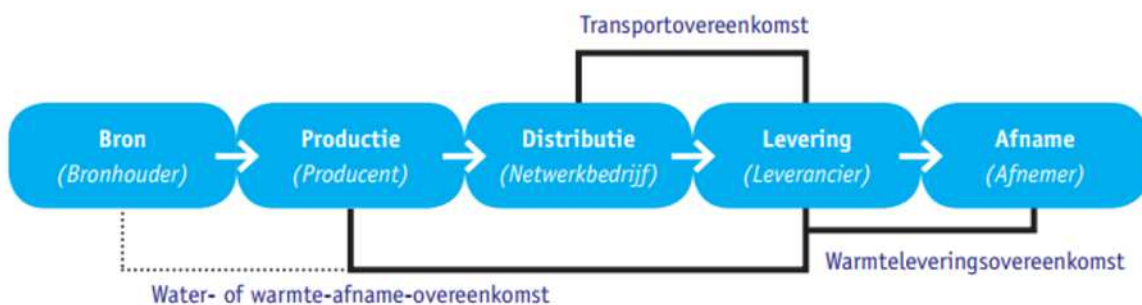 Transportovereenkomst
Bron
(Bronhouder)
Productie
(Producent)
Distributie
(Netwerkbedrijf)
Levering
(Leverancier)
Afname
(Afnemer)
Warmteleveringsovereenkomst
Water- of warmte-afname-overeenkomst